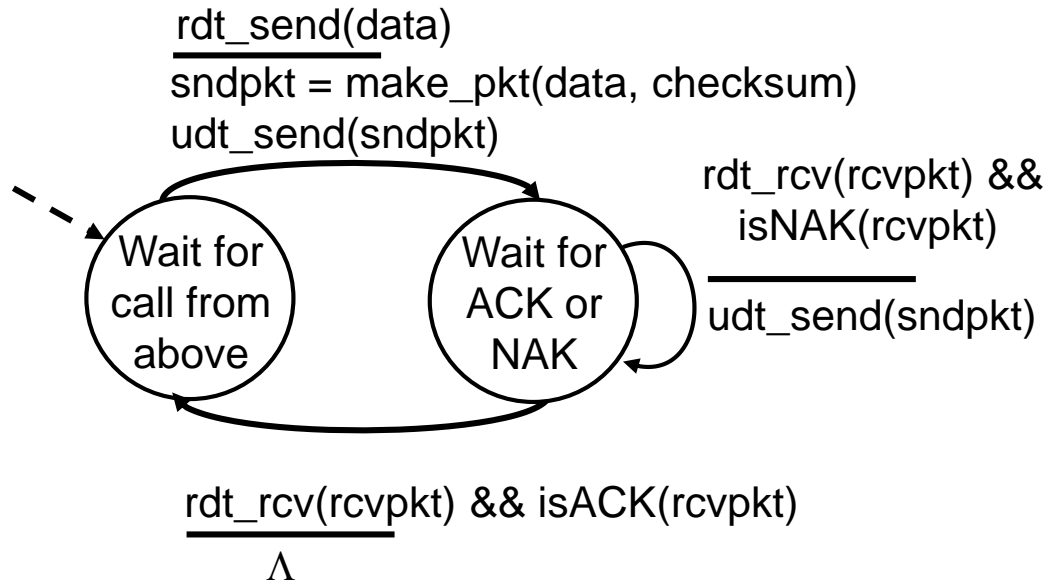 rdt_send(data)
sndpkt = make_pkt(data, checksum)
udt_send(sndpkt)
Wait for
call from
above
Wait for
ACK or
NAK
rdt_rcv(rcvpkt) &&
isNAK(rcvpkt)
udt_send(sndpkt)
rdt_rcv(rcvpkt) && isACK(rcvpkt)
Λ